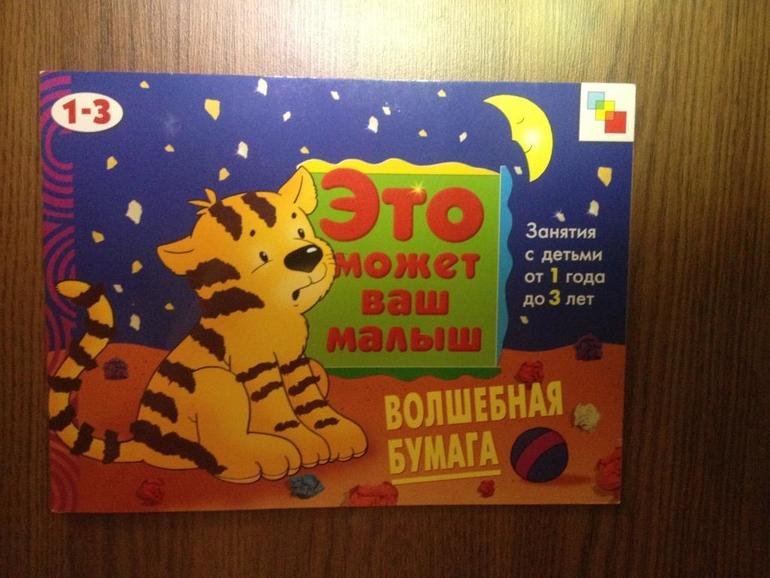 1-3
Это
может
ваш
малыш
Занятия
с детьми
от 1 года
до 3 лет
ВОЛШЕБНАЯ
БУМАГА